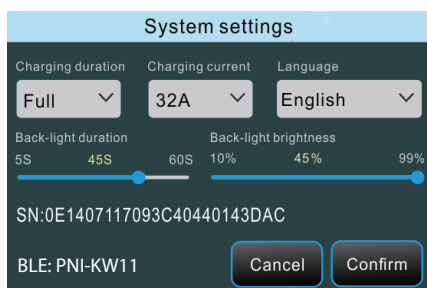 System settings
Charging duration Charging current Language
Full 32A English
Back-light duration Back-light brightness
5S 45S 60S 10% 45% 99%
SN:0E1407117093C40440143DAC
BLE: PNI-KW11 Cancel Confirm